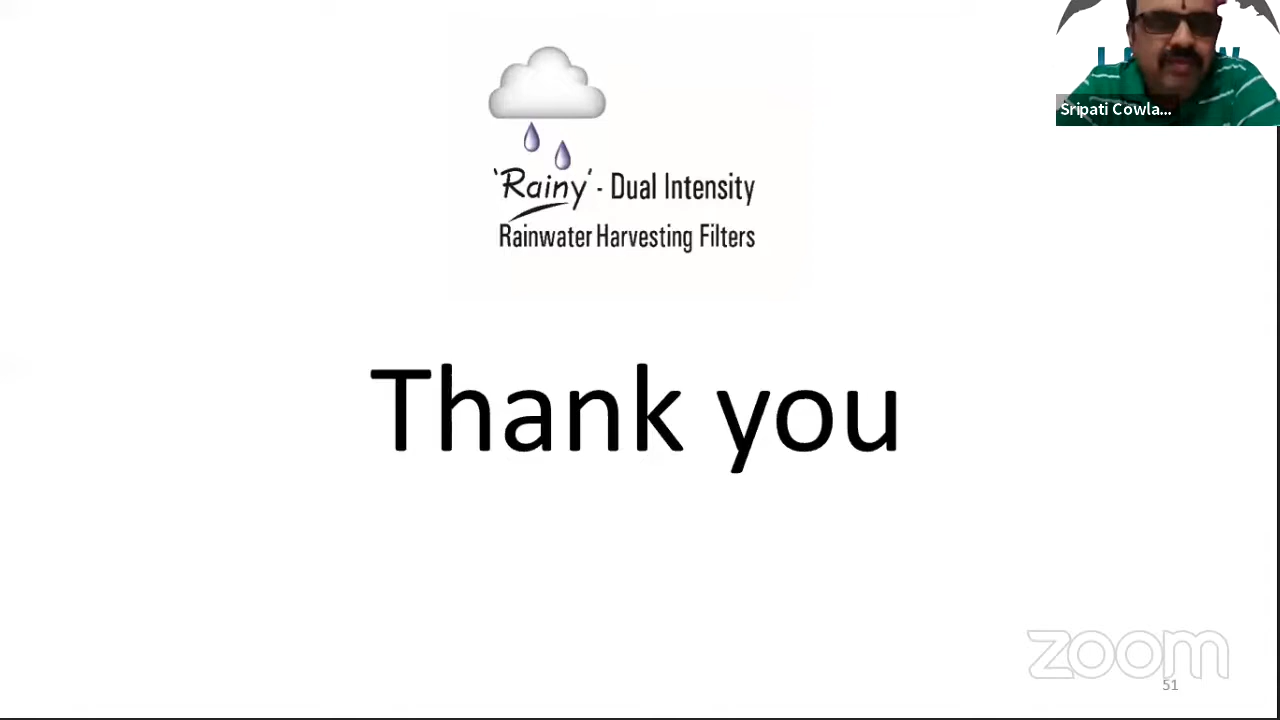 'Rainy' - Dual Intensity
Rainwater Harvesting Filters
Sripati Cowla...
Thank you
zoom
51